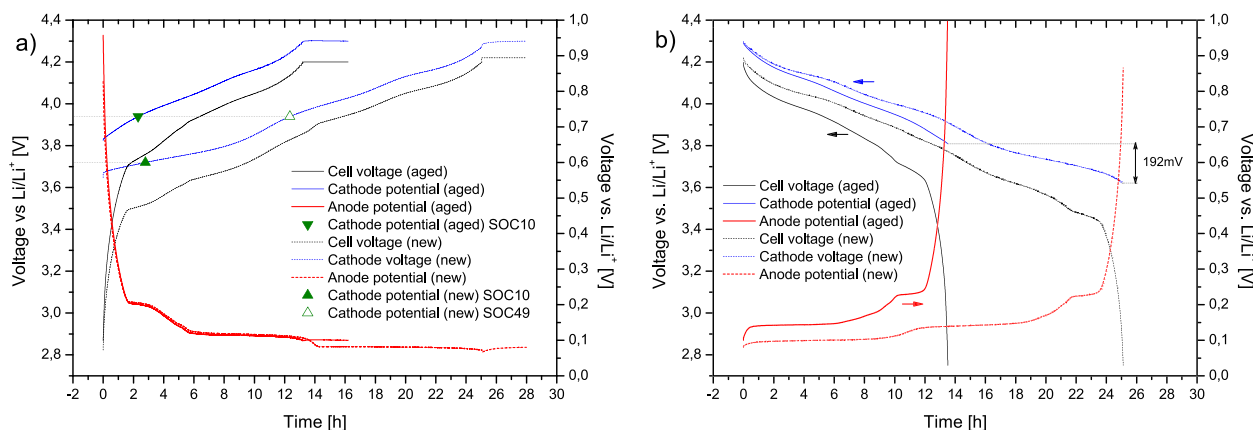 a)
4,4
4,2
4,0
3,8
3,6
3,4
3,2
3,0
2,8
Voltage vs Li/Li+ [V]
1,0
0,9
0,8
0,7
0,6
0,5
0,4
0,3
0,2
0,1
0,0
Voltage vs. Li/Li+ [V]
Cell voltage (aged)
Cathode potential (aged)
Anode potential (aged)
Cathode potential (aged) SOC10
Cell voltage (new)
Cathode voltage (new)
Anode potential (new)
Cathode potential (new) SOC10
Cathode potential (new) SOC49
-2 0 2 4 6 8 10 12 14 16 18 20 22 24 26 28 30
Time [h]
b)
4,4
4,2
4,0
3,8
3,6
3,4
3,2
3,0
2,8
Voltage vs. Li/Li+ [V]
1,0
0,9
0,8
0,7
0,6
0,5
0,4
0,3
0,2
0,1
0,0
Voltage vs. Li/Li+ [V]
192mV
Cell voltage (aged)
Cathode potential (aged)
Anode potential (aged)
Cell voltage (new)
Cathode voltage (new)
Anode potential (new)
-2 0 2 4 6 8 10 12 14 16 18 20 22 24 26 28
Time [h]